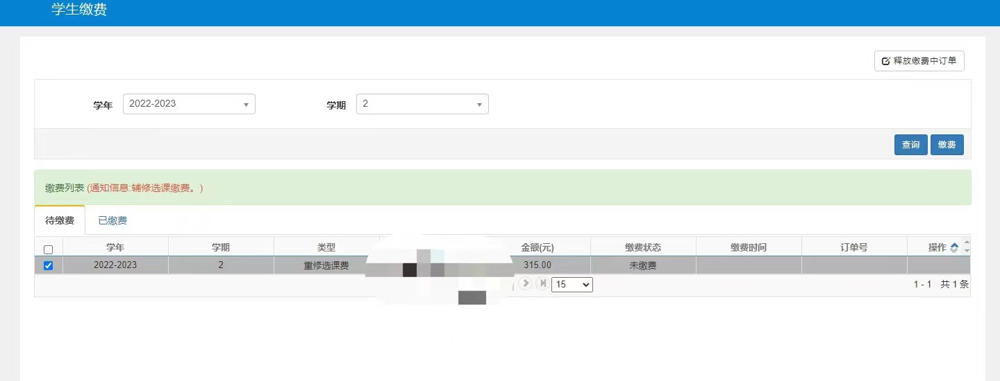 学生缴费
释放缴费中订单
学年 2022-2023 学期 2
查询 缴费
缴费列表 (通知信息:辅修选课缴费。)
待缴费 已缴费
学年 学期 类型 金额(元) 缴费状态 缴费时间 订单号 操作
2022-2023 2 重修选课费 315.00 未缴费
15 1 - 1 共 1 条